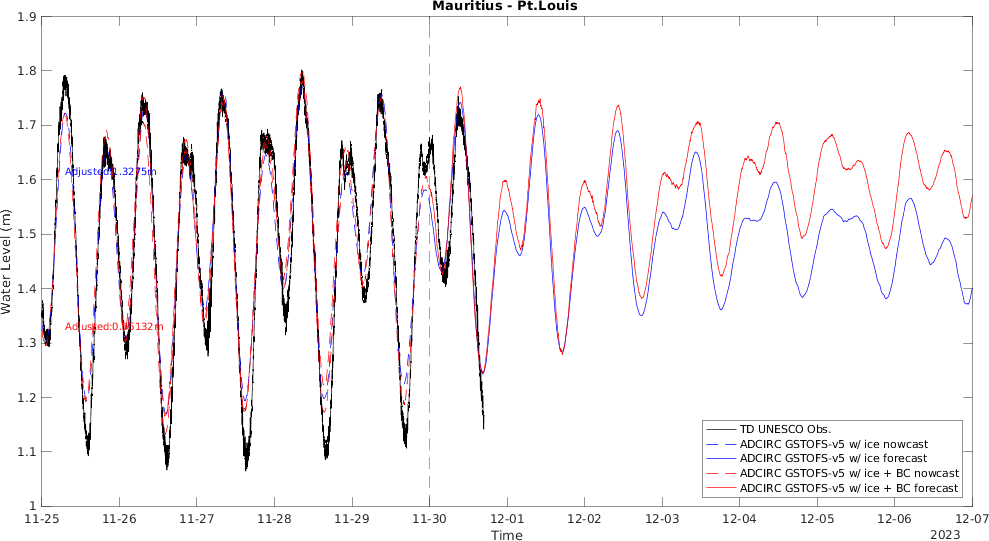 Mauritius - Pt.Louis
1.9
1.8
1.7
1.6
1.5
1.4
1.3
1.2
1.1
1
Water Level (m)
Adjusted:1.3275m
TD UNESCO Obs.
ADCIRC GSTOFS-v5 w/ ice nowcast
ADCIRC GSTOFS-v5 w/ ice forecast
ADCIRC GSTOFS-v5 w/ ice + BC nowcast
ADCIRC GSTOFS-v5 w/ ice + BC forecast
11-25
11-26
11-27
11-28
11-29
11-30
12-01
12-02
12-03
12-04
12-05
12-06
12-07
Time
2023